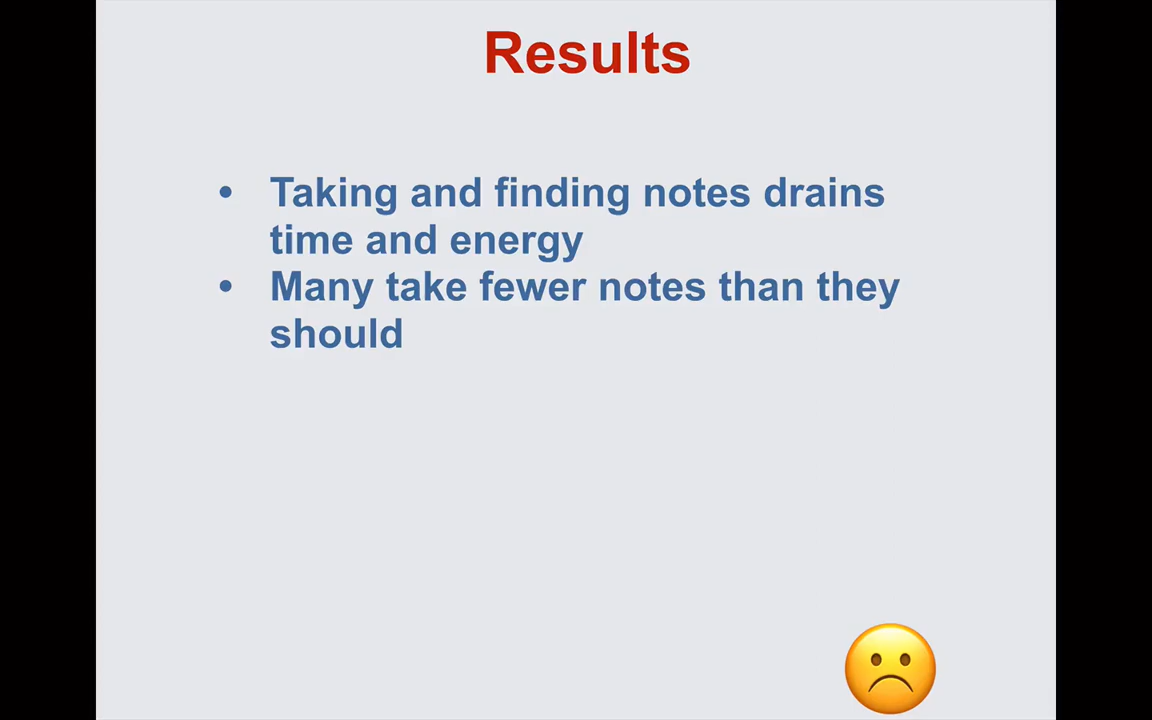 Results
• Taking and finding notes drains
time and energy
• Many take fewer notes than they
should